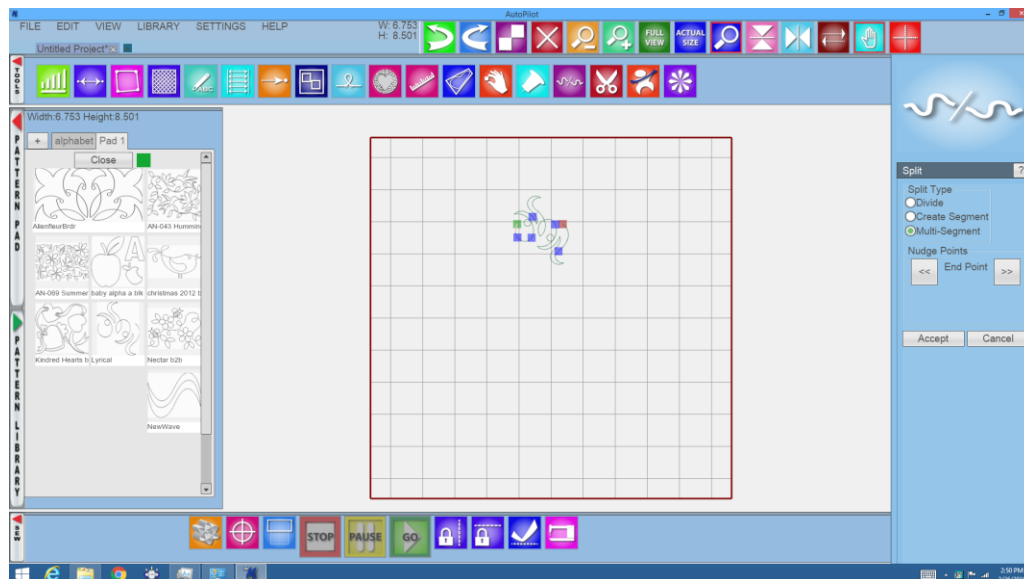 AutoPilot
FILE EDIT VIEW LIBRARY SETTINGS HELP
W: 6.753
H: 8.501
FULL VIEW
ACTUAL SIZE
Untitled Project*
TOOLS
ABC
Width:6.753 Height:8.501
PATTERN PAD
+ alphabet Pad 1
Close
AllenfleurBrdr
AN-043 Hummin
AN-069 Summer
baby alpha a blk
christmas 2012 b
Kindred Hearts b
Lyrical
Nectar b2b
NewWave
PATTERN LIBRARY
Split ?
Split Type
Divide
Create Segment
Multi-Segment
Nudge Points
<< End Point >>
Accept Cancel
SEW
STOP PAUSE GO
2:50 PM